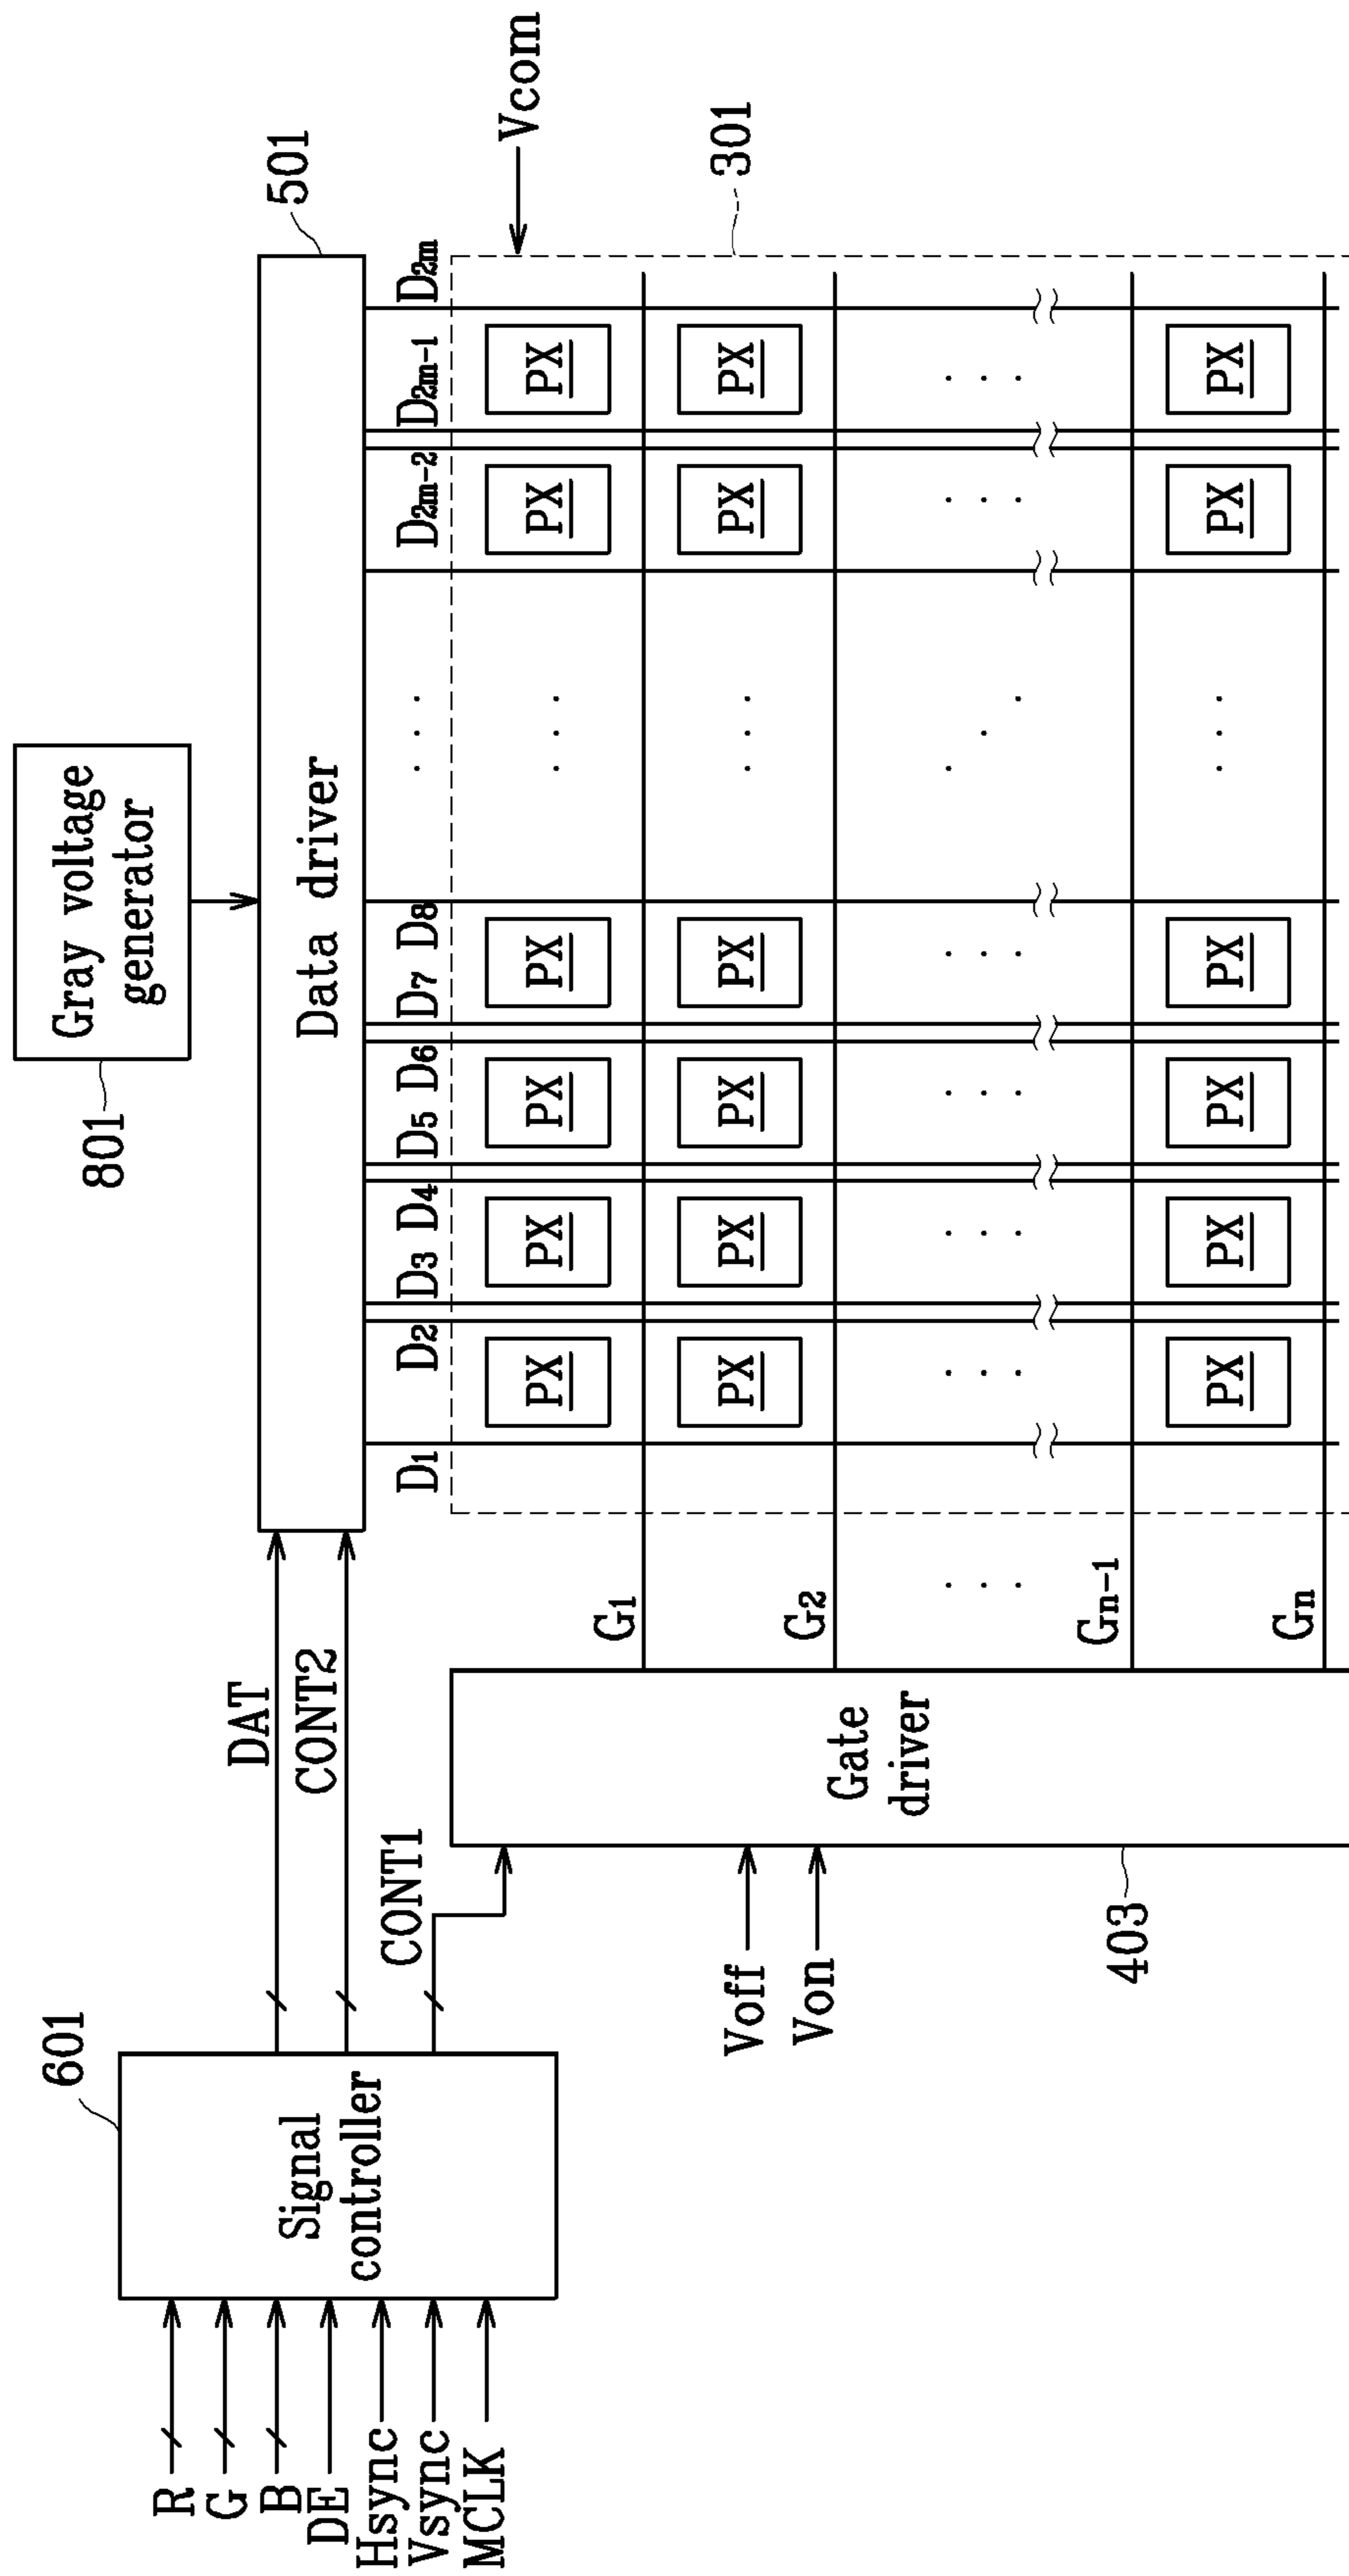 Gray voltage
generator
801
501
Data driver
601
Signal
controller
R
G
B
DE
Hsync
Vsync
MCLK
DAT
CONT2
CONT1
Voff
Von
403
Gate
driver
D1 D2 D3 D4 D5 D6 D7 D8 ... D2m-2 D2m-1 D2m
Vcom
301
PX PX PX PX ... PX PX
G1
PX PX PX PX ... PX PX
G2
Gn-1
PX PX PX PX ... PX PX
Gn